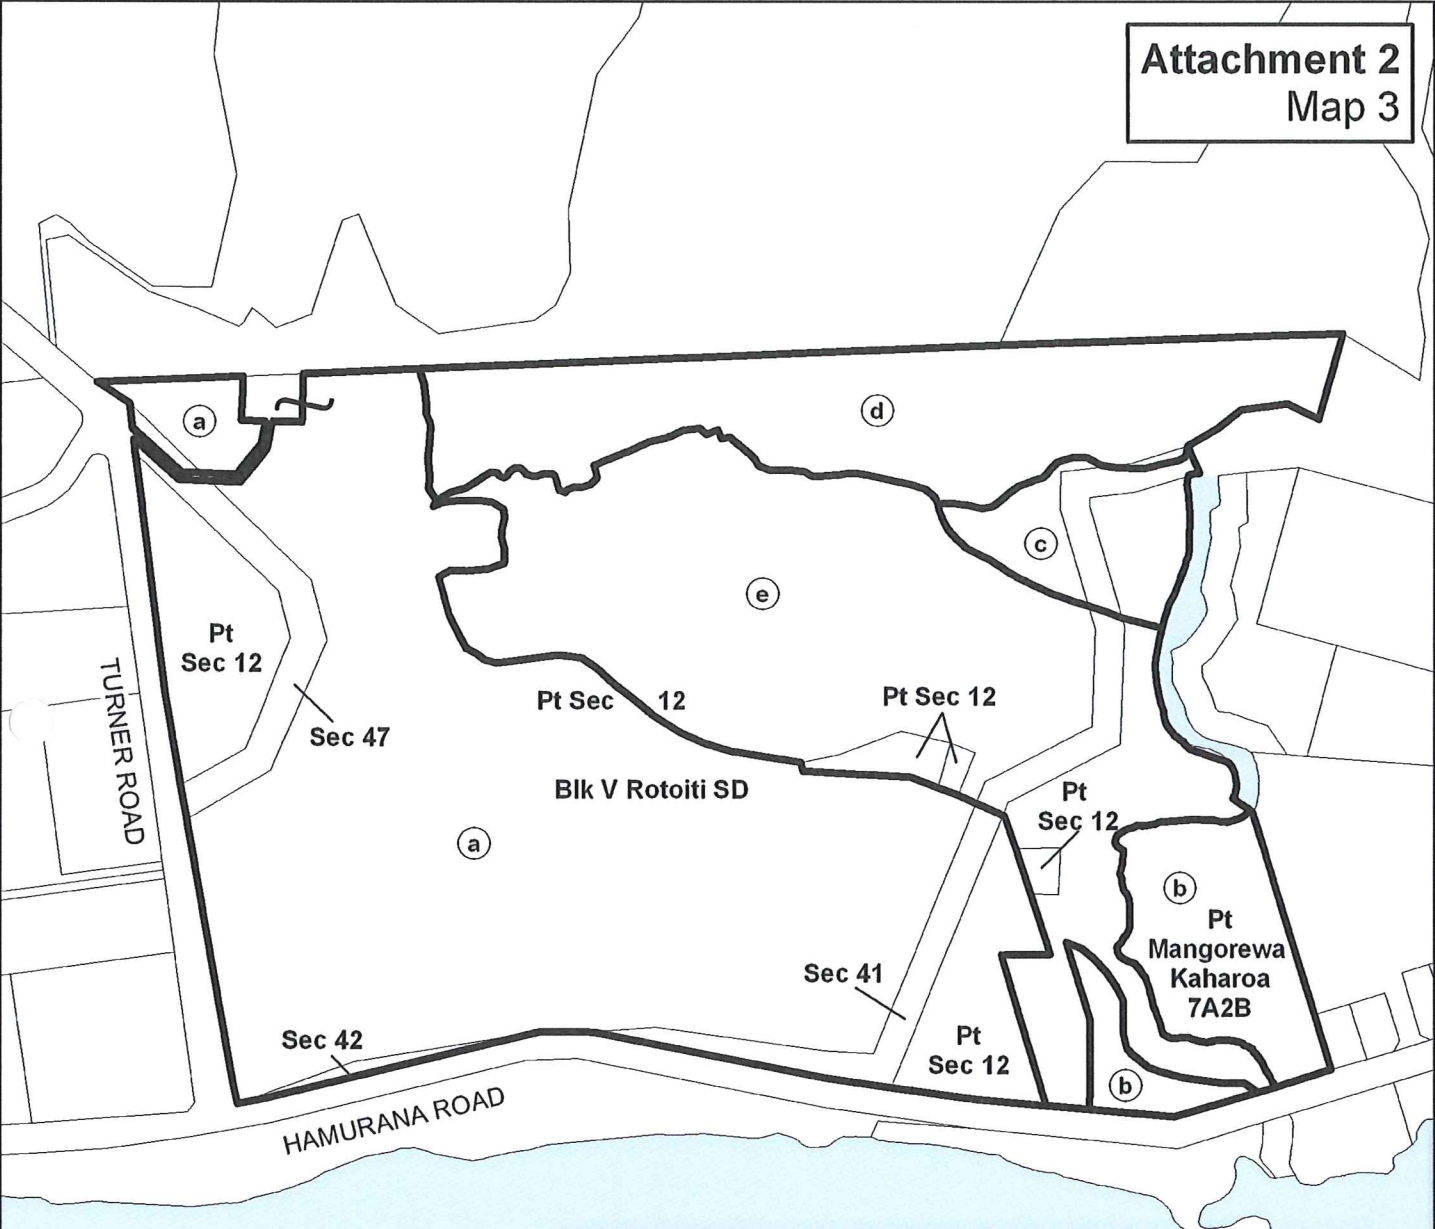 Attachment 2
Map 3
a
d
c
e
Pt
Sec 12
TURNER ROAD
Sec 47
Pt Sec 12
Pt Sec 12
Blk V Rotoiti SD
Pt
Sec 12
a
b
Pt
Mangorewa
Kaharoa
7A2B
Sec 41
Sec 42
Pt
Sec 12
b
HAMURANA ROAD